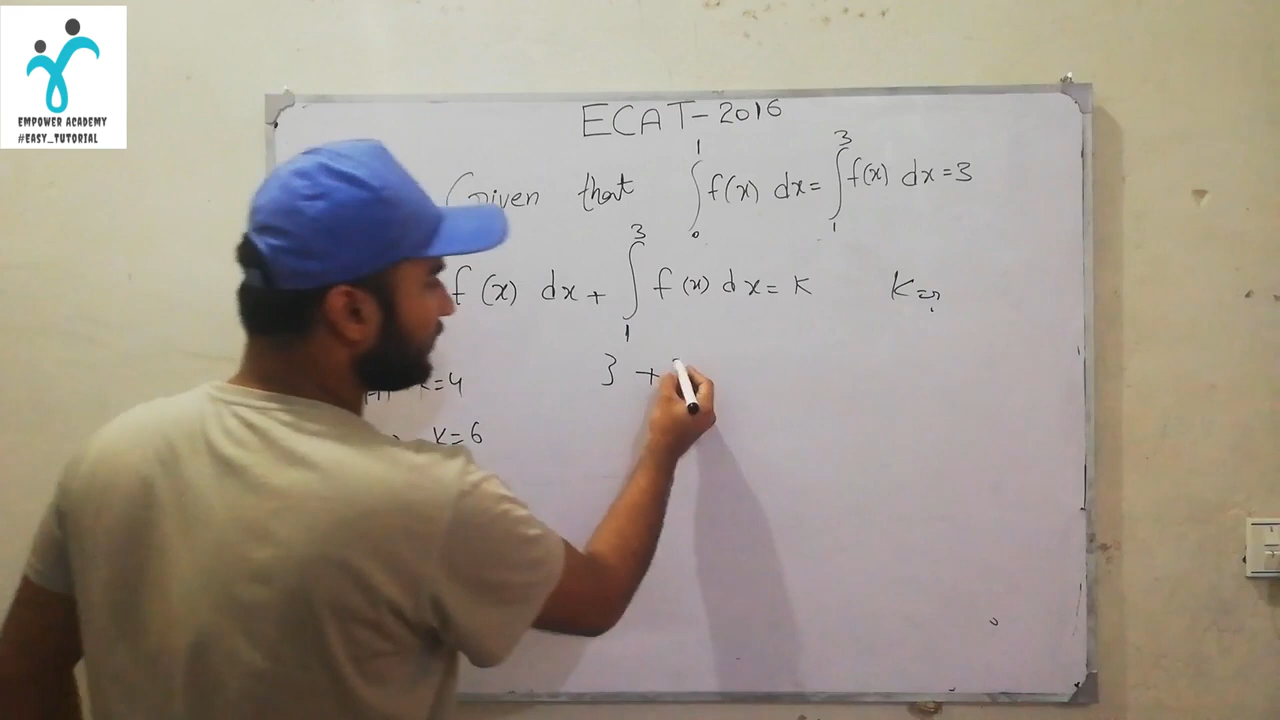 EMPOWER ACADEMY
#EASY_TUTORIAL
ECAT-2016
Given that ∫₀¹ f(x) dx = ∫₁³ f(x) dx = 3
f(x) dx + ∫₁³ f(x) dx = K K=?
3 +
K=4
K=6